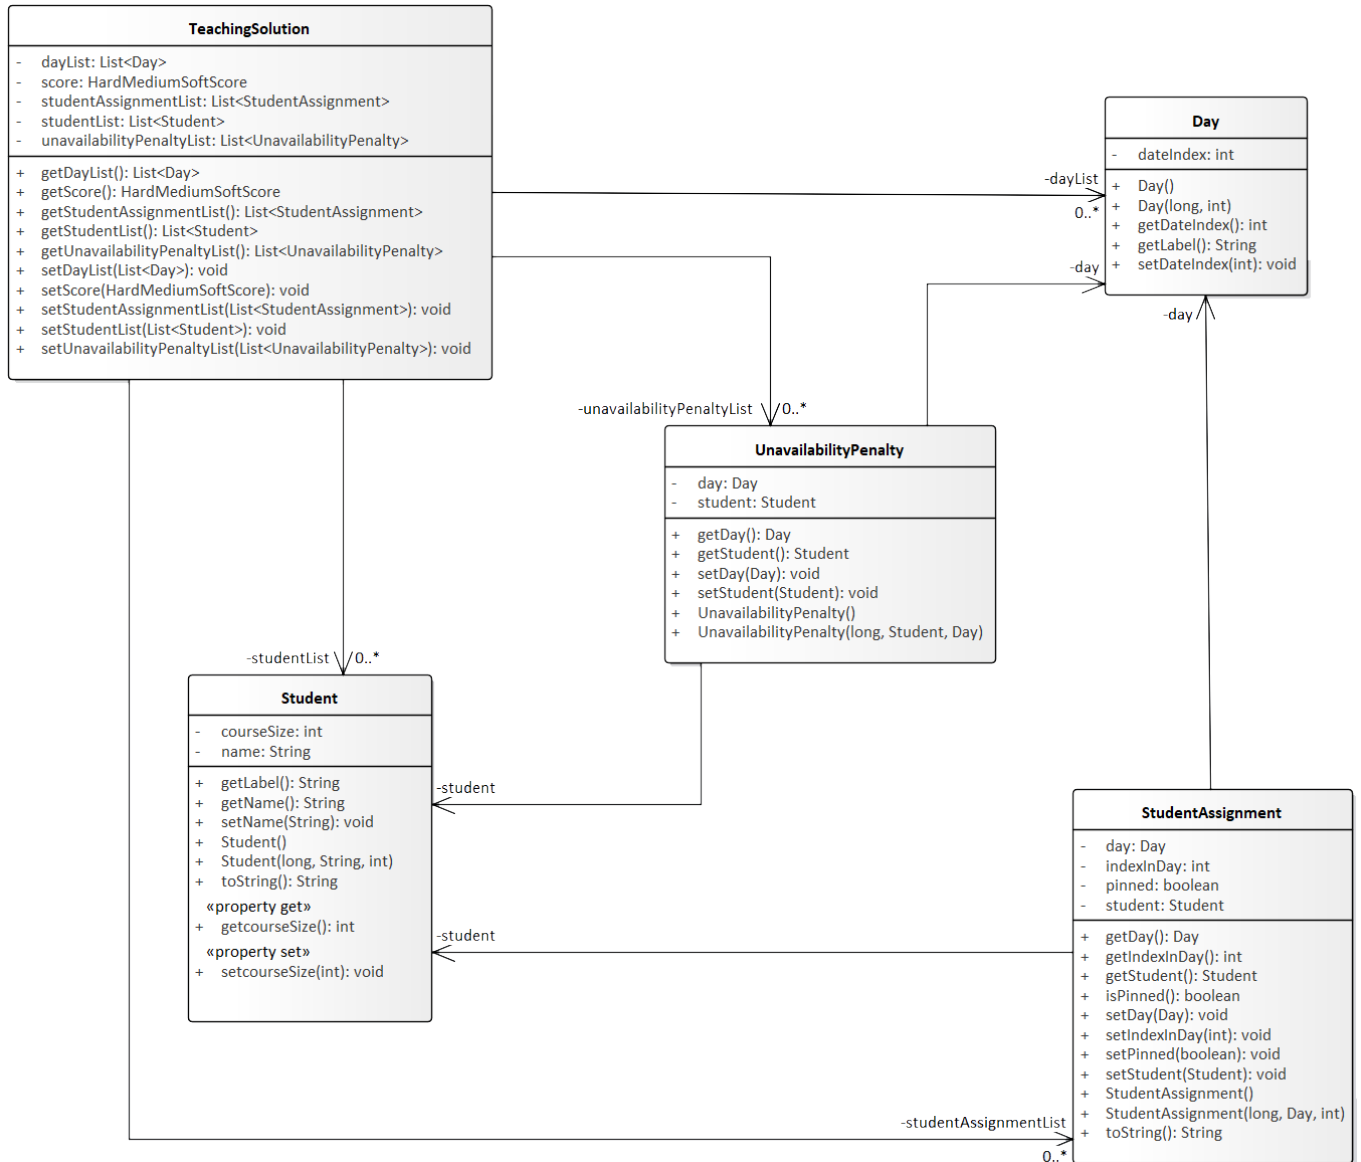 TeachingSolution
- dayList: List<Day>
- score: HardMediumSoftScore
- studentAssignmentList: List<StudentAssignment>
- studentList: List<Student>
- unavailabilityPenaltyList: List<UnavailabilityPenalty>
+ getDayList(): List<Day>
+ getScore(): HardMediumSoftScore
+ getStudentAssignmentList(): List<StudentAssignment>
+ getStudentList(): List<Student>
+ getUnavailabilityPenaltyList(): List<UnavailabilityPenalty>
+ setDayList(List<Day>): void
+ setScore(HardMediumSoftScore): void
+ setStudentAssignmentList(List<StudentAssignment>): void
+ setStudentList(List<Student>): void
+ setUnavailabilityPenaltyList(List<UnavailabilityPenalty>): void
Day
- dateIndex: int
+ Day()
+ Day(long, int)
+ getDateIndex(): int
+ getLabel(): String
+ setDateIndex(int): void
-dayList
0..*
-day
-day
-unavailabilityPenaltyList
0..*
UnavailabilityPenalty
- day: Day
- student: Student
+ getDay(): Day
+ getStudent(): Student
+ setDay(Day): void
+ setStudent(Student): void
+ UnavailabilityPenalty()
+ UnavailabilityPenalty(long, Student, Day)
-studentList
0..*
Student
- courseSize: int
- name: String
+ getLabel(): String
+ getName(): String
+ setName(String): void
+ Student()
+ Student(long, String, int)
+ toString(): String
«property get»
+ getcourseSize(): int
«property set»
+ setcourseSize(int): void
-student
-student
StudentAssignment
- day: Day
- indexInDay: int
- pinned: boolean
- student: Student
+ getDay(): Day
+ getIndexInDay(): int
+ getStudent(): Student
+ isPinned(): boolean
+ setDay(Day): void
+ setIndexInDay(int): void
+ setPinned(boolean): void
+ setStudent(Student): void
+ StudentAssignment()
+ StudentAssignment(long, Day, int)
+ toString(): String
-studentAssignmentList
0..*